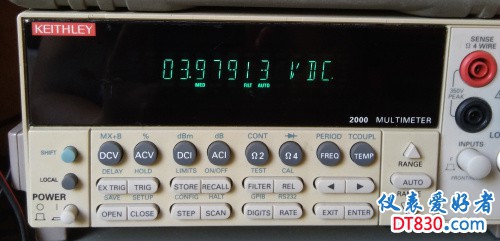 KEITHLEY
SENSE
Ω 4 WIRE
03.97913 VDC
MED FILT AUTO
350V
PEAK
2000 MULTIMETER
MX+B % dBm dB CONT PERIOD TCOUPL
SHIFT DCV ACV DCI ACI Ω2 Ω4 FREQ TEMP
RANGE
INPUTS
DELAY HOLD LIMITS ON/OFF TEST CAL
LOCAL EX TRIG TRIG STORE RECALL FILTER REL
AUTO
POWER
SAVE SETUP CONFIG HALT GPIB RS232
OPEN CLOSE STEP SCAN DIGITS RATE EXIT ENTER
仪表爱好者
DT830.com